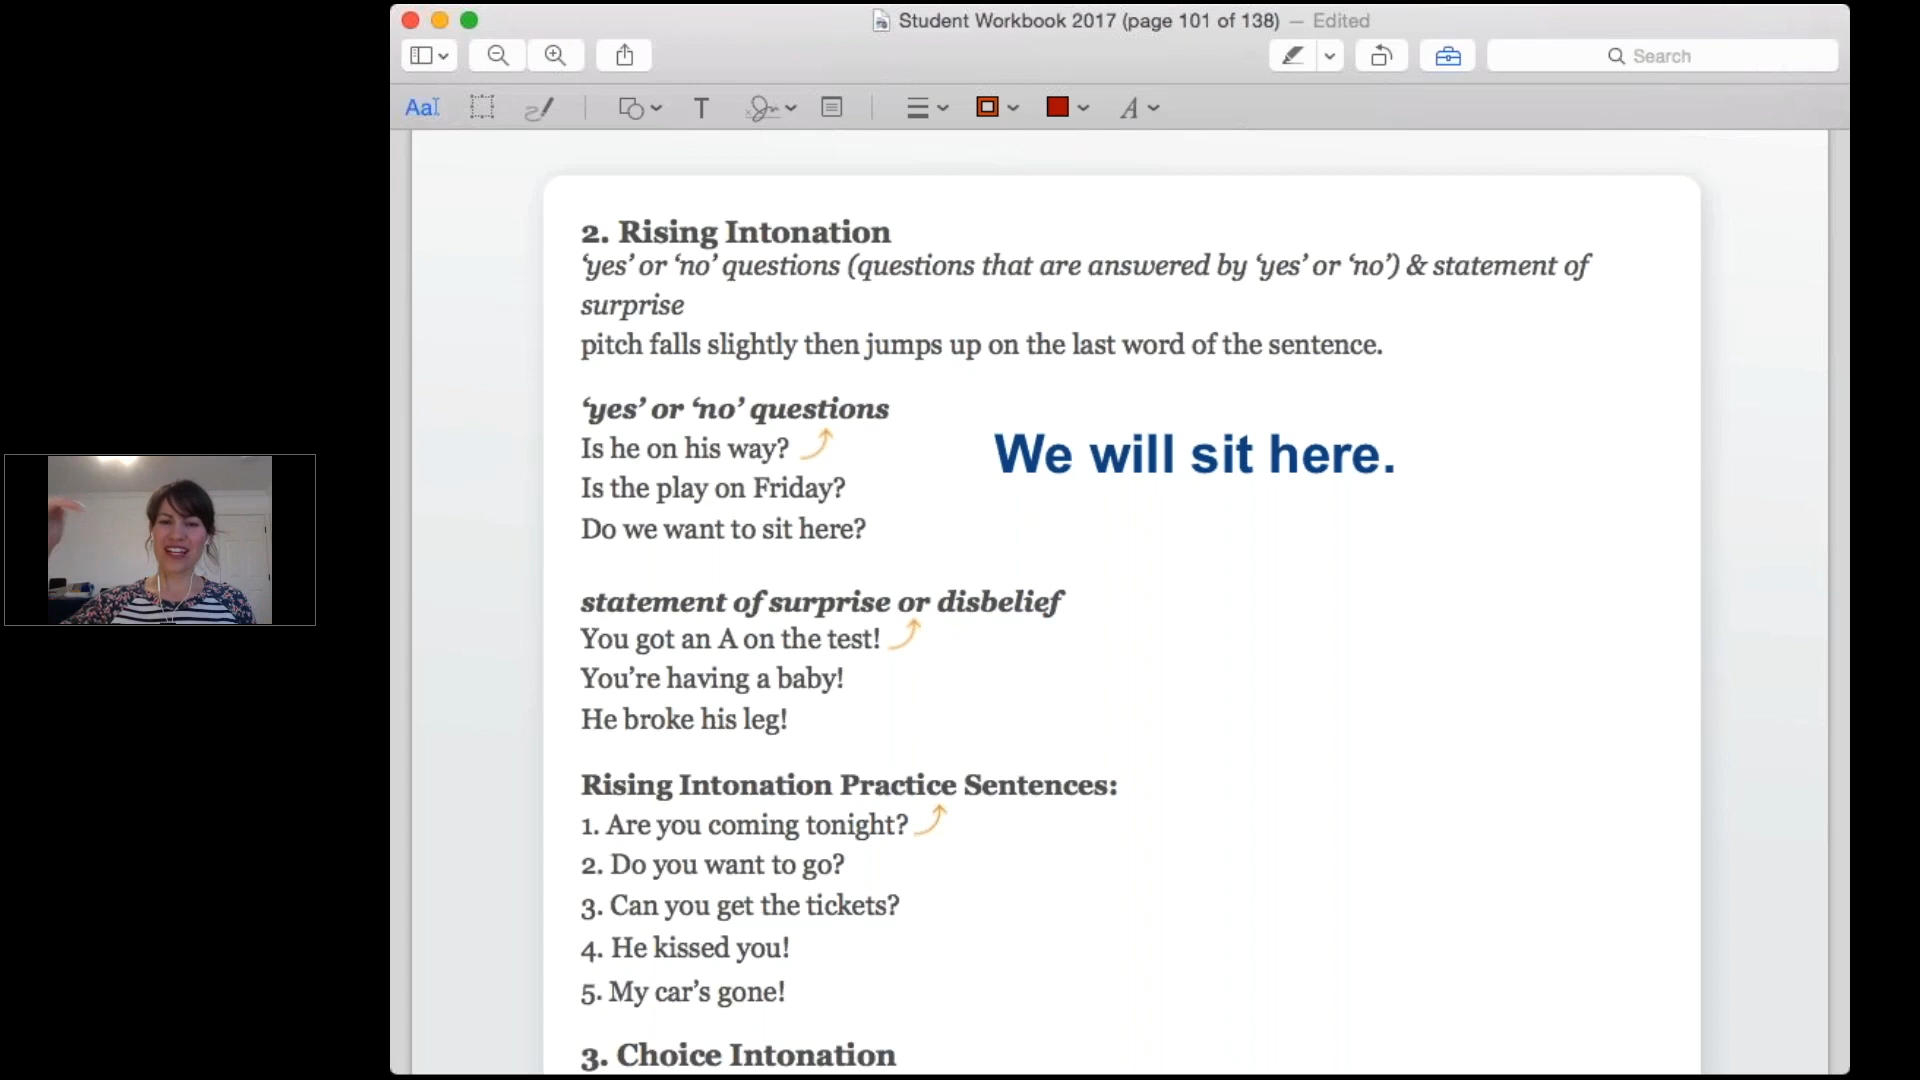 Student Workbook 2017 (page 101 of 138) — Edited
Search
AaI
T
A
2. Rising Intonation
‘yes’ or ‘no’ questions (questions that are answered by ‘yes’ or ‘no’) & statement of
surprise
pitch falls slightly then jumps up on the last word of the sentence.
‘yes’ or ‘no’ questions
Is he on his way?
We will sit here.
Is the play on Friday?
Do we want to sit here?
statement of surprise or disbelief
You got an A on the test!
You’re having a baby!
He broke his leg!
Rising Intonation Practice Sentences:
1. Are you coming tonight?
2. Do you want to go?
3. Can you get the tickets?
4. He kissed you!
5. My car’s gone!
3. Choice Intonation